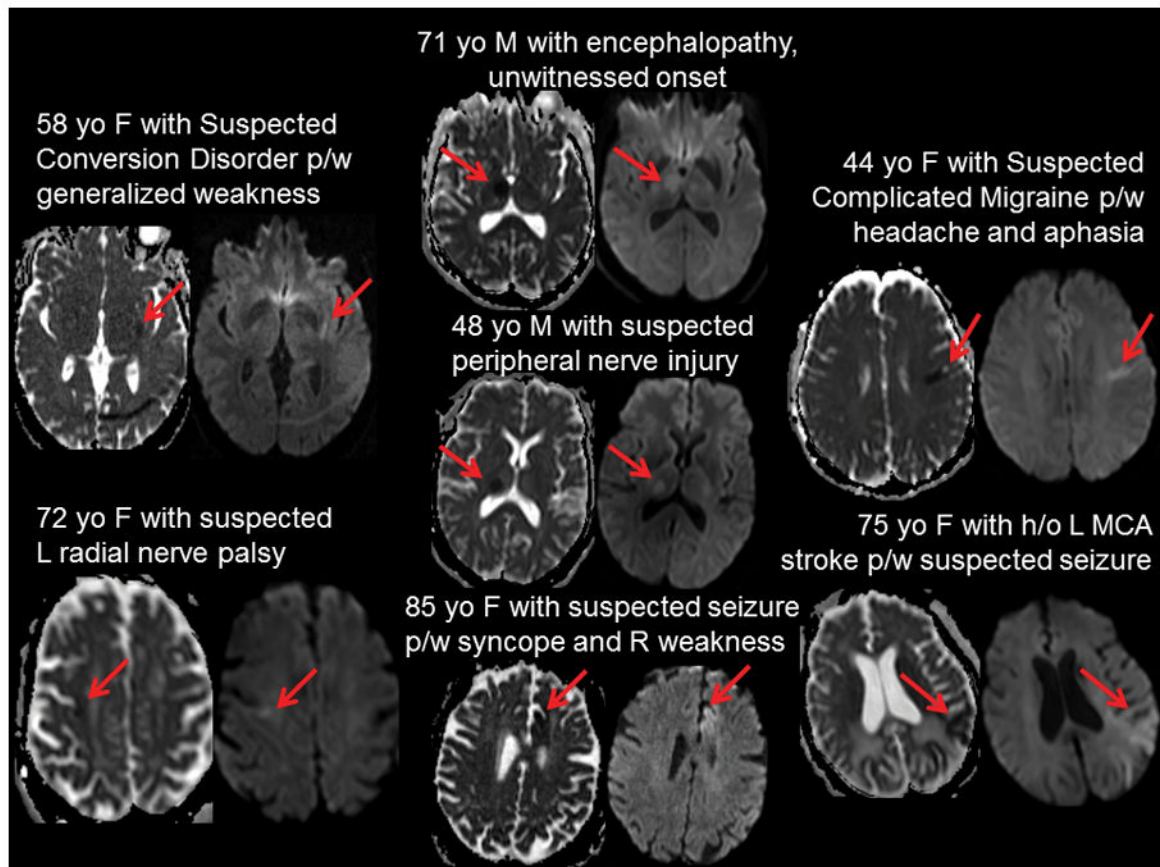 71 yo M with encephalopathy,
unwitnessed onset
58 yo F with Suspected
Conversion Disorder p/w
generalized weakness
44 yo F with Suspected
Complicated Migraine p/w
headache and aphasia
48 yo M with suspected
peripheral nerve injury
72 yo F with suspected
L radial nerve palsy
75 yo F with h/o L MCA
stroke p/w suspected seizure
85 yo F with suspected seizure
p/w syncope and R weakness